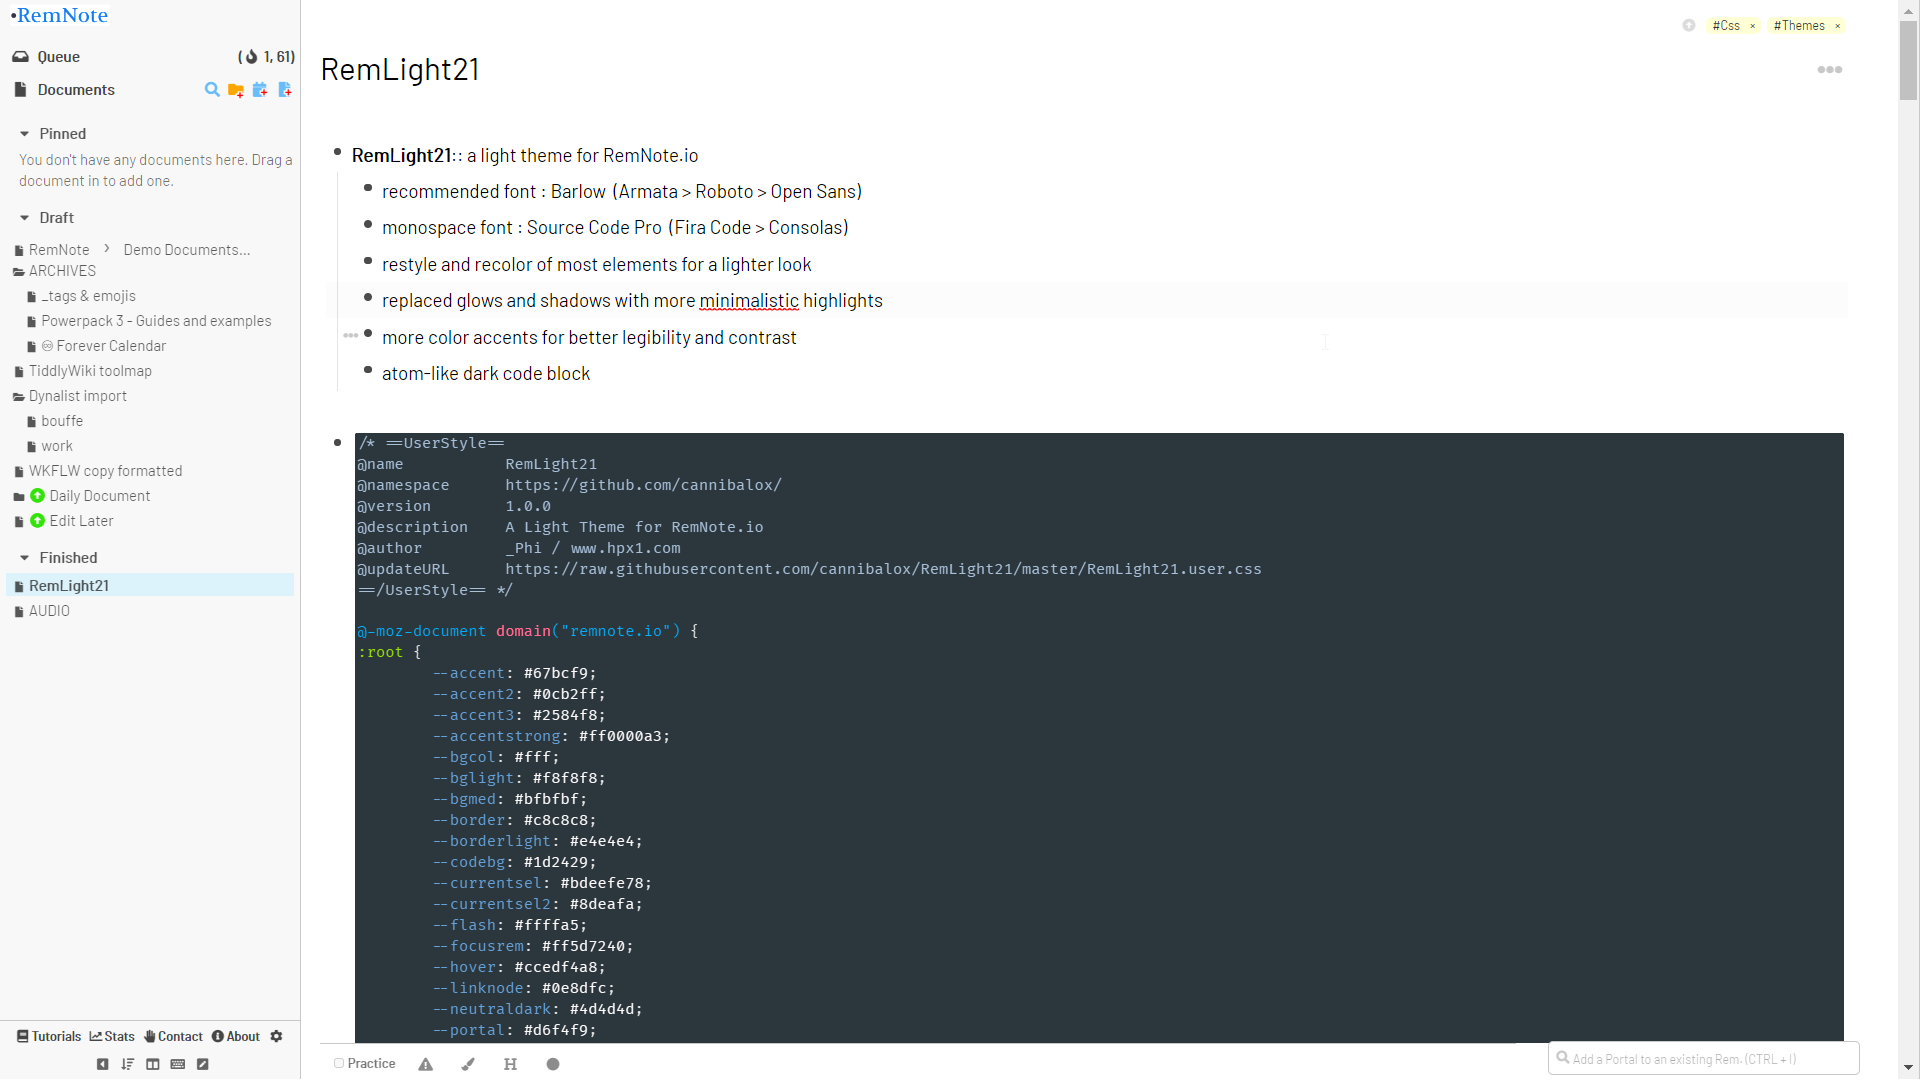 •RemNote
Queue
( 1, 61)
Documents
Pinned
You don't have any documents here. Drag a
document in to add one.
Draft
RemNote > Demo Documents...
ARCHIVES
_tags & emojis
Powerpack 3 - Guides and examples
♾ Forever Calendar
TiddlyWiki toolmap
Dynalist import
bouffe
work
WKFLW copy formatted
Daily Document
Edit Later
Finished
RemLight21
AUDIO
Tutorials Stats Contact About
#Css ×
#Themes ×
RemLight21
RemLight21:: a light theme for RemNote.io
recommended font : Barlow (Armata > Roboto > Open Sans)
monospace font : Source Code Pro (Fira Code > Consolas)
restyle and recolor of most elements for a lighter look
replaced glows and shadows with more minimalistic highlights
more color accents for better legibility and contrast
atom-like dark code block
/* ==UserStyle==
@name RemLight21
@namespace https://github.com/cannibalox/
@version 1.0.0
@description A Light Theme for RemNote.io
@author _Phi / www.hpx1.com
@updateURL https://raw.githubusercontent.com/cannibalox/RemLight21/master/RemLight21.user.css
==/UserStyle== */
@-moz-document domain("remnote.io") {
:root {
--accent: #67bcf9;
--accent2: #0cb2ff;
--accent3: #2584f8;
--accentstrong: #ff0000a3;
--bgcol: #fff;
--bglight: #f8f8f8;
--bgmed: #bfbfbf;
--border: #c8c8c8;
--borderlight: #e4e4e4;
--codebg: #1d2429;
--currentsel: #bdeefe78;
--currentsel2: #8deafa;
--flash: #ffffa5;
--focusrem: #ff5d7240;
--hover: #ccedf4a8;
--linknode: #0e8dfc;
--neutraldark: #4d4d4d;
--portal: #d6f4f9;
Practice
H
Add a Portal to an existing Rem. (CTRL + I)